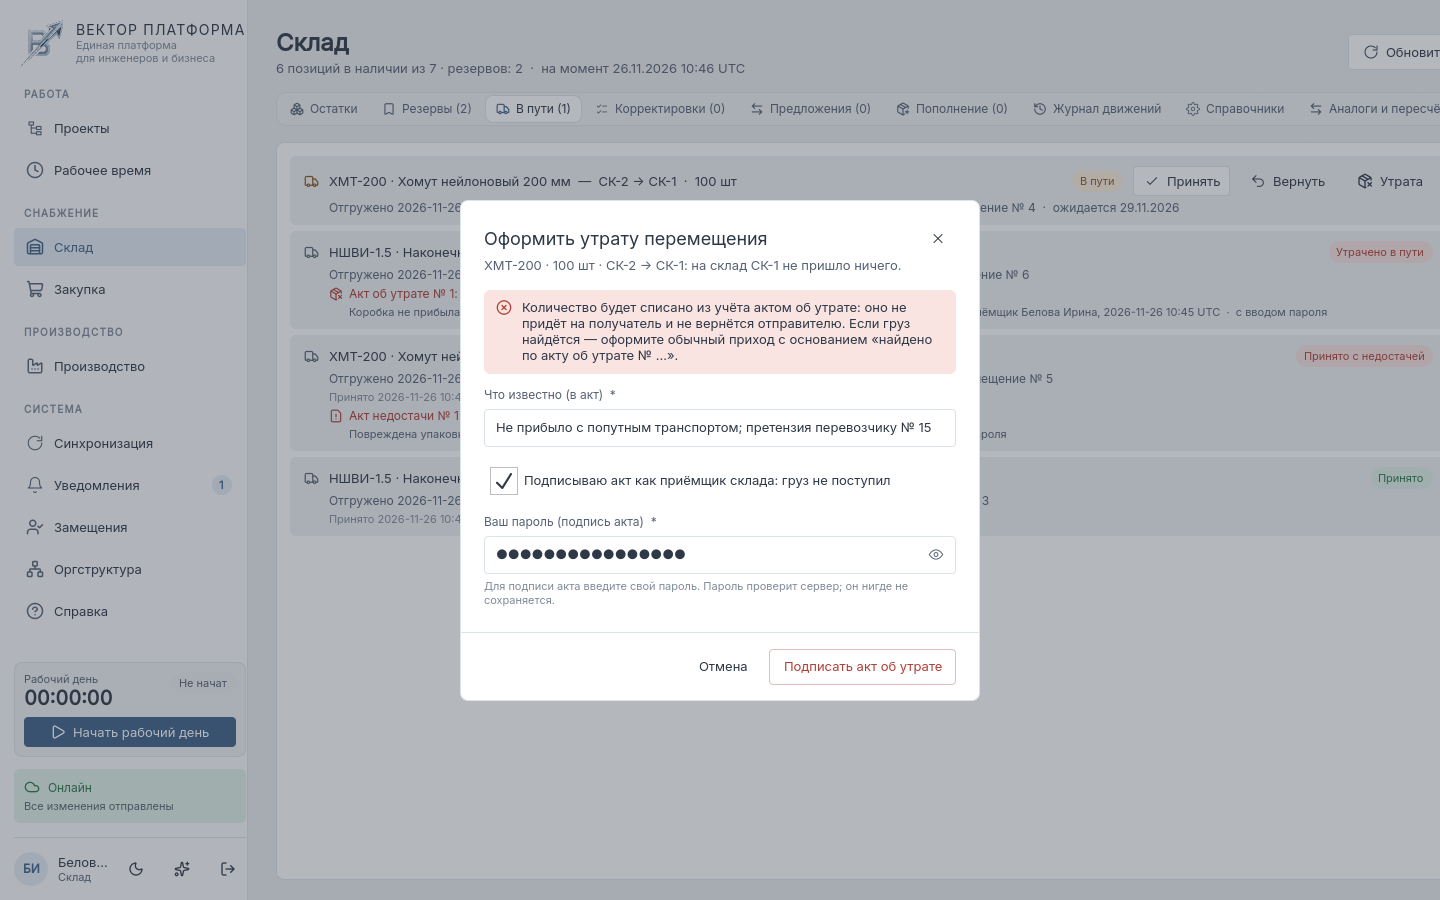 ВЕКТОР ПЛАТФОРМА
Единая платформа
для инженеров и бизнеса
РАБОТА
Проекты
Рабочее время
СНАБЖЕНИЕ
Склад
Закупка
ПРОИЗВОДСТВО
Производство
СИСТЕМА
Синхронизация
Уведомления 1
Замещения
Оргструктура
Справка
Рабочий день
Не начат
00:00:00
Начать рабочий день
Онлайн
Все изменения отправлены
БИ
Белов...
Склад
Склад
6 позиций в наличии из 7 · резервов: 2 · на момент 26.11.2026 10:46 UTC
Обновит
Остатки Резервы (2) В пути (1) Корректировки (0) Предложения (0) Пополнение (0) Журнал движений Справочники Аналоги и пересчё
ХМТ-200 · Хомут нейлоновый 200 мм — СК-2 → СК-1 · 100 шт
В пути Принять Вернуть Утрата
Отгружено 2026-11-26
ение № 4 · ожидается 29.11.2026
НШВИ-1.5 · Наконечн
Утрачено в пути
Отгружено 2026-11-26
ние № 6
Акт об утрате № 1:
Коробка не прибыла
ёмщик Белова Ирина, 2026-11-26 10:45 UTC · с вводом пароля
ХМТ-200 · Хомут ней
Принято с недостачей
Отгружено 2026-11-26
ещение № 5
Принято 2026-11-26 10:4
Акт недостачи № 1
Повреждена упаков
роля
НШВИ-1.5 · Наконечн
Принято
Отгружено 2026-11-26
3
Принято 2026-11-26 10:4
Оформить утрату перемещения
ХМТ-200 · 100 шт · СК-2 → СК-1: на склад СК-1 не пришло ничего.
Количество будет списано из учёта актом об утрате: оно не
придёт на получатель и не вернётся отправителю. Если груз
найдётся — оформите обычный приход с основанием «найдено
по акту об утрате № …».
Что известно (в акт) *
Не прибыло с попутным транспортом; претензия перевозчику № 15
Подписываю акт как приёмщик склада: груз не поступил
Ваш пароль (подпись акта) *
●●●●●●●●●●●●●●●●
Для подписи акта введите свой пароль. Пароль проверит сервер; он нигде не
сохраняется.
Отмена
Подписать акт об утрате